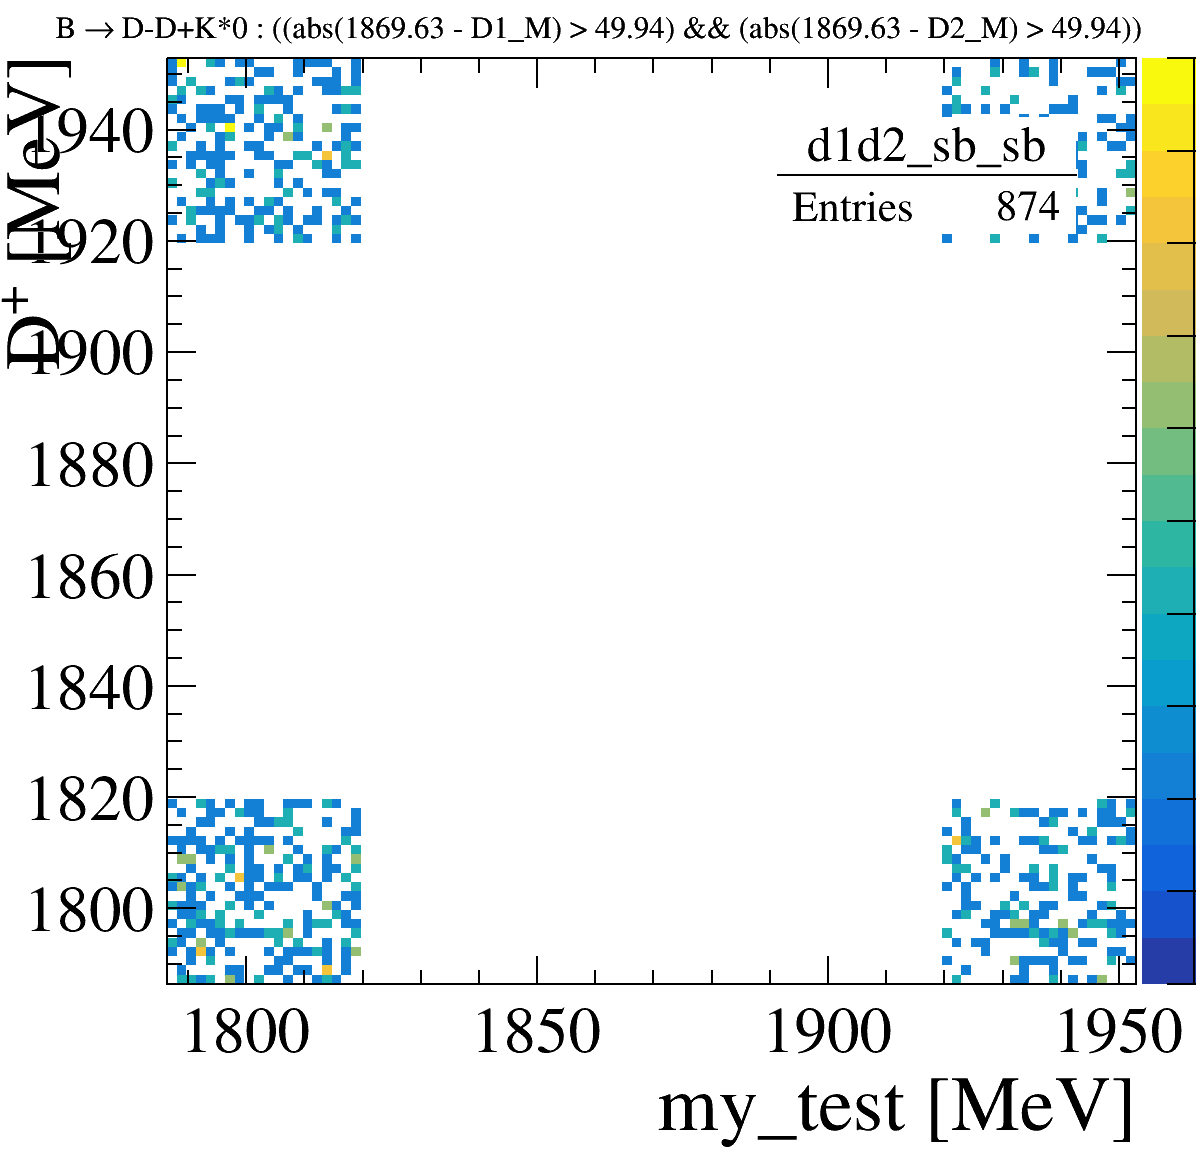 B → D-D+K*0 : ((abs(1869.63 - D1_M) > 49.94) && (abs(1869.63 - D2_M) > 49.94))
D⁺ [MeV]
1940
1920
1900
1880
1860
1840
1820
1800
d1d2_sb_sb
Entries 874
1800 1850 1900 1950
my_test [MeV]